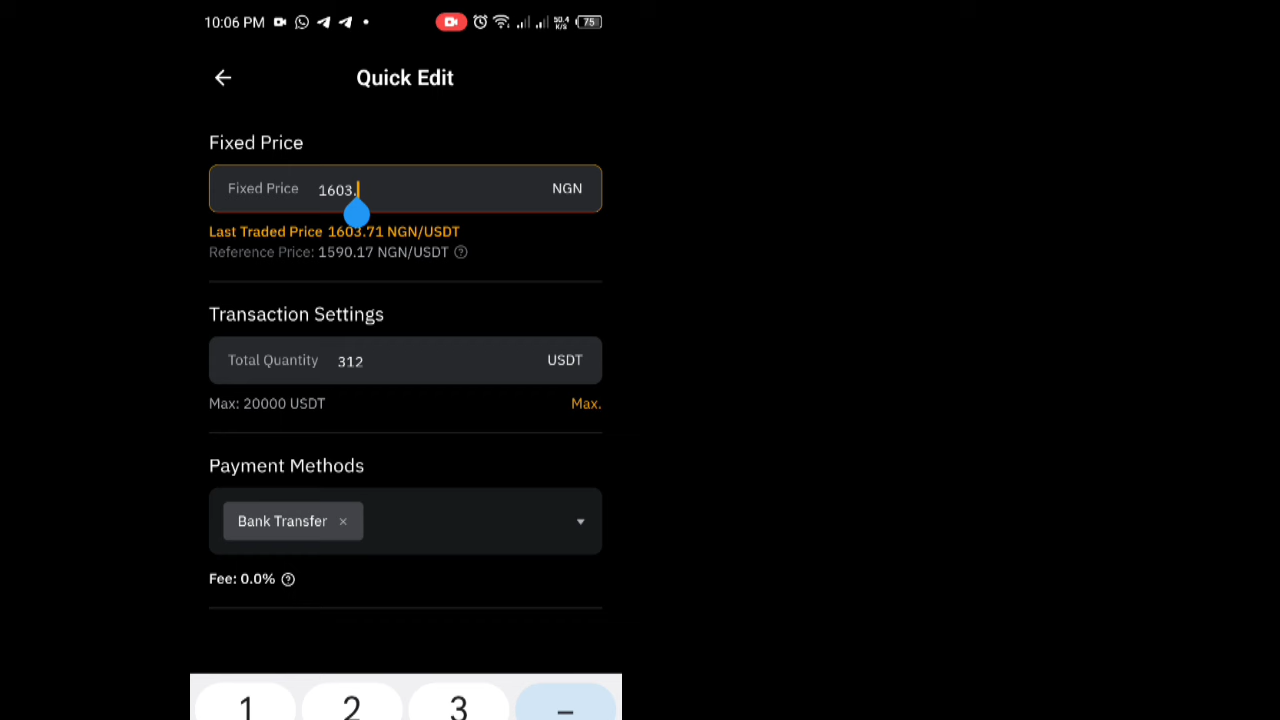 10:06 PM 50.4 K/S 75
Quick Edit
Fixed Price
Fixed Price 1603. NGN
Last Traded Price 1603.71 NGN/USDT
Reference Price: 1590.17 NGN/USDT ?
Transaction Settings
Total Quantity 312 USDT
Max: 20000 USDT Max.
Payment Methods
Bank Transfer ×
Fee: 0.0% ?
1 2 3 –